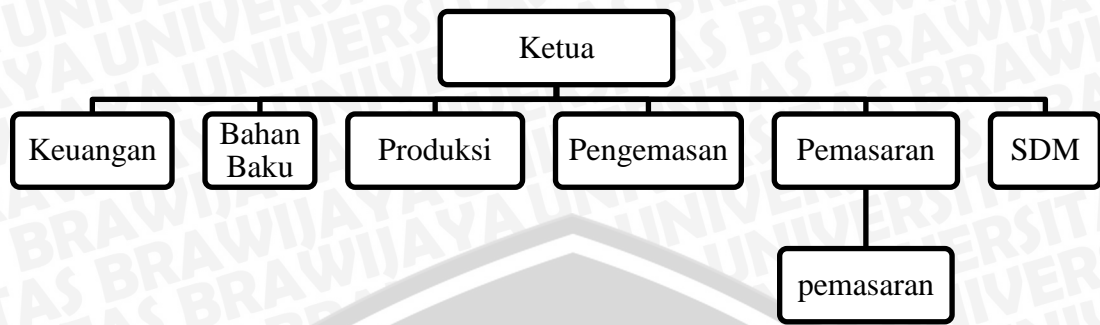 Ketua
Keuangan
Bahan
Baku
Produksi
Pengemasan
Pemasaran
SDM
pemasaran